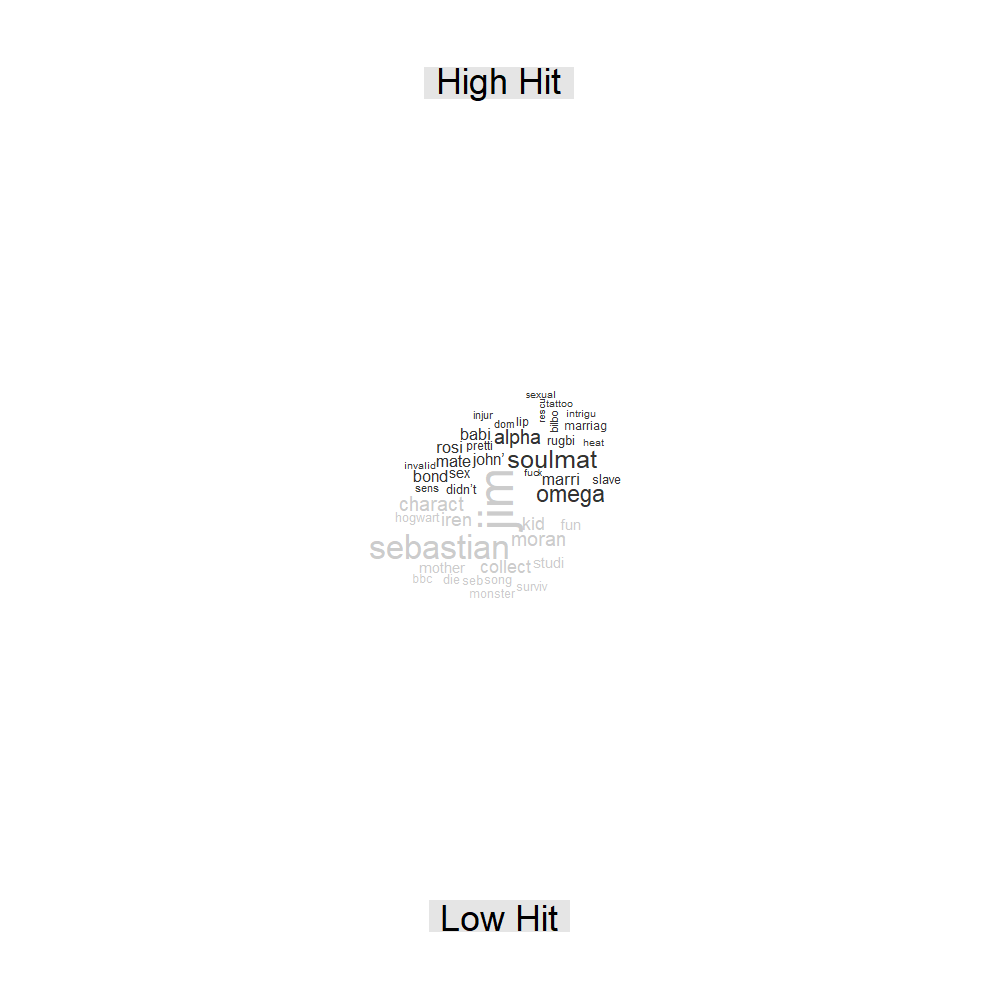 High Hit
sexual
rescu
tattoo
injur
dom
lip
bilbo
intrigu
marriag
babi
alpha
rugbi
heat
rosi
pretti
mate
john’
soulmat
invalid
bond
sex
fuck
marri
slave
sens
didn’t
omega
charact
jim
hogwart
iren
kid
fun
sebastian
moran
mother
collect
studi
bbc
die
seb
song
surviv
monster
Low Hit